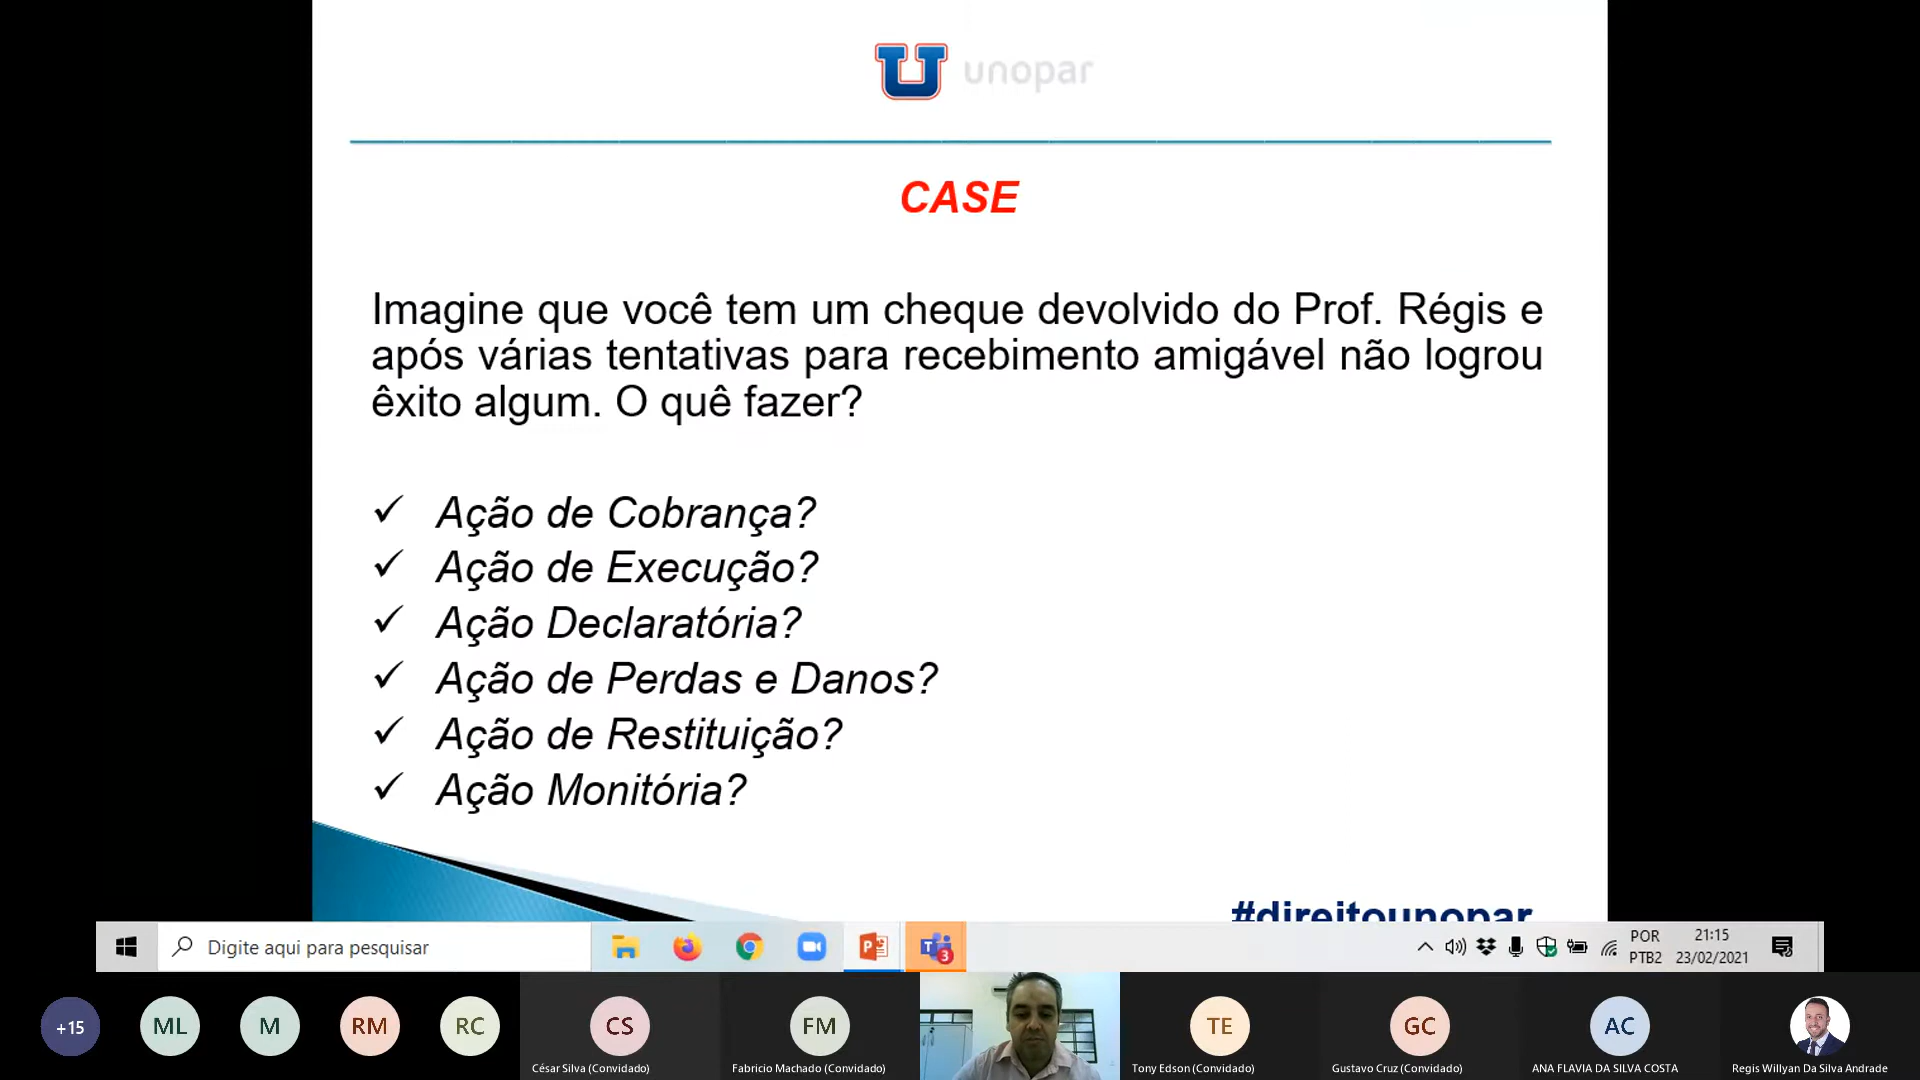 unopar
CASE
Imagine que você tem um cheque devolvido do Prof. Régis e
após várias tentativas para recebimento amigável não logrou
êxito algum. O quê fazer?
Ação de Cobrança?
Ação de Execução?
Ação Declaratória?
Ação de Perdas e Danos?
Ação de Restituição?
Ação Monitória?
#direitounopar
Digite aqui para pesquisar
3
POR
PTB2
21:15
23/02/2021
+15
ML
M
RM
RC
CS
FM
TE
GC
AC
César Silva (Convidado)
Fabricio Machado (Convidado)
Tony Edson (Convidado)
Gustavo Cruz (Convidado)
ANA FLAVIA DA SILVA COSTA
Regis Willyan Da Silva Andrade